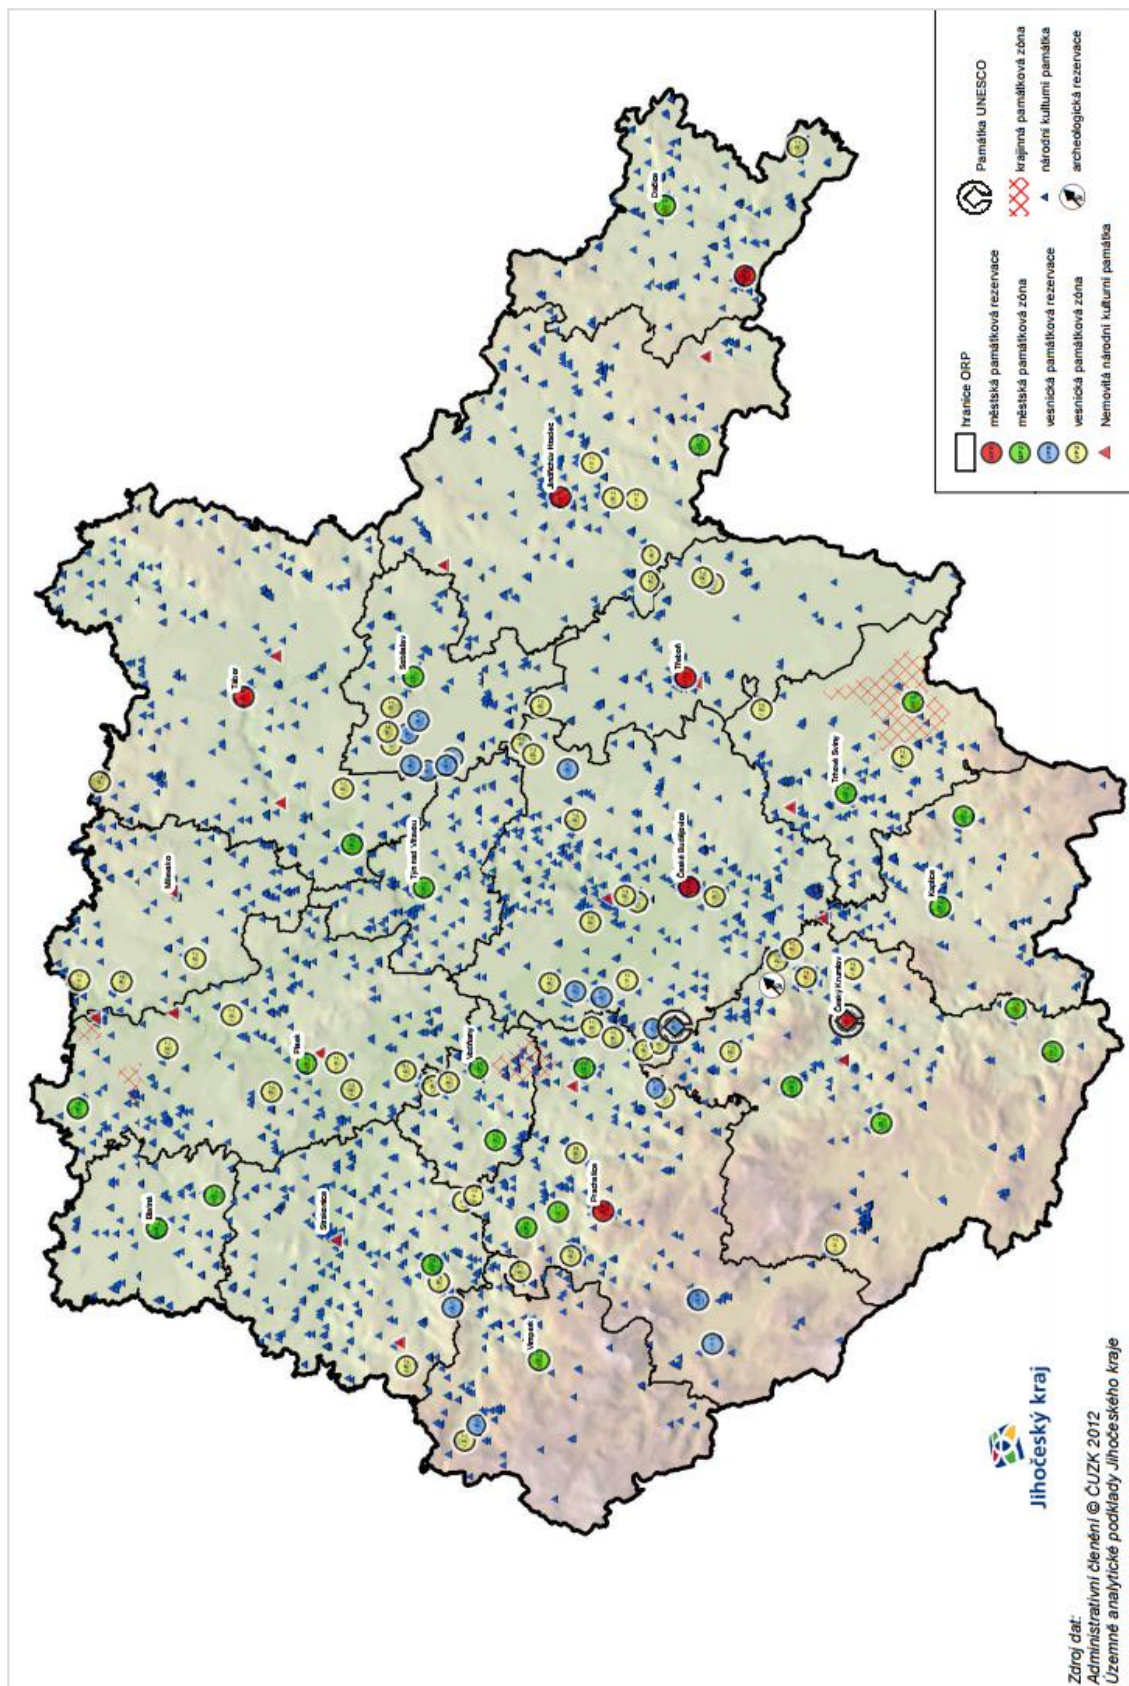 hranice ORP
městská památková rezervace
městská památková zóna
vesnická památková rezervace
vesnická památková zóna
Nemovitá národní kulturní památka
Památka UNESCO
krajinná památková zóna
národní kulturní památka
archeologická rezervace
Blatná
Milevsko
Tábor
Písek
Strakonice
Soběslav
Týn nad Vltavou
Vodňany
Dačice
Jindřichův Hradec
Vimperk
Prachatice
České Budějovice
Třeboň
Trhové Sviny
Český Krumlov
Kaplice
Jihočeský kraj
Zdroj dat:
Administrativní členění © ČUZK 2012
Územně analytické podklady Jihočeského kraje